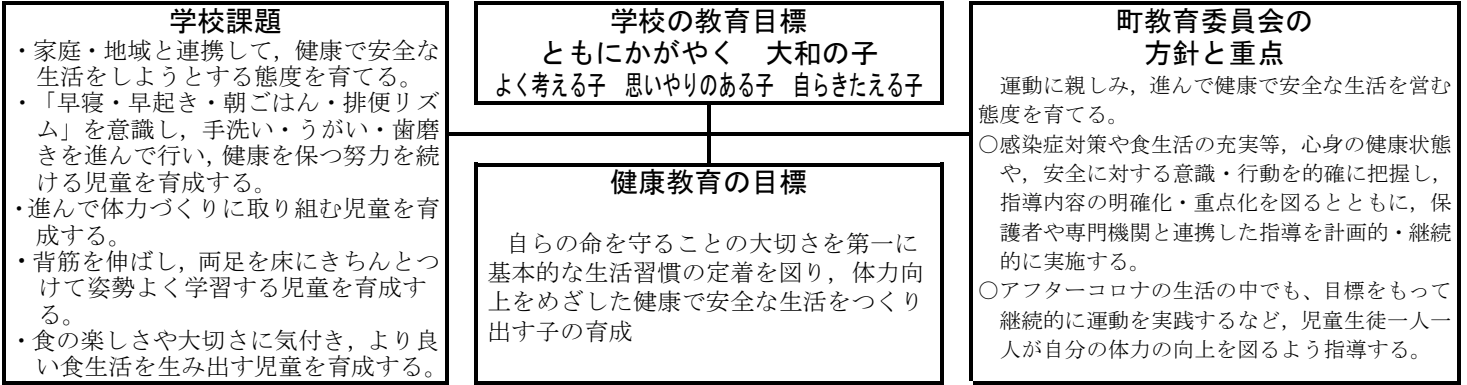 学校課題
・家庭・地域と連携して，健康で安全な
生活をしようとする態度を育てる。
・「早寝・早起き・朝ごはん・排便リズ
ム」を意識し，手洗い・うがい・歯磨
きを進んで行い，健康を保つ努力を続
ける児童を育成する。
・進んで体力づくりに取り組む児童を育
成する。
・背筋を伸ばし，両足を床にきちんとつ
けて姿勢よく学習する児童を育成す
る。
・食の楽しさや大切さに気付き，より良
い食生活を生み出す児童を育成する。
学校の教育目標
ともにかがやく　大和の子
よく考える子　思いやりのある子　自らきたえる子
健康教育の目標
自らの命を守ることの大切さを第一に
基本的な生活習慣の定着を図り，体力向
上をめざした健康で安全な生活をつくり
出す子の育成
町教育委員会の
方針と重点
運動に親しみ，進んで健康で安全な生活を営む
態度を育てる。
○感染症対策や食生活の充実等，心身の健康状態
や，安全に対する意識・行動を的確に把握し，
指導内容の明確化・重点化を図るとともに，保
護者や専門機関と連携した指導を計画的・継続
的に実施する。
○アフターコロナの生活の中でも、目標をもって
継続的に運動を実践するなど，児童生徒一人一
人が自分の体力の向上を図るよう指導する。